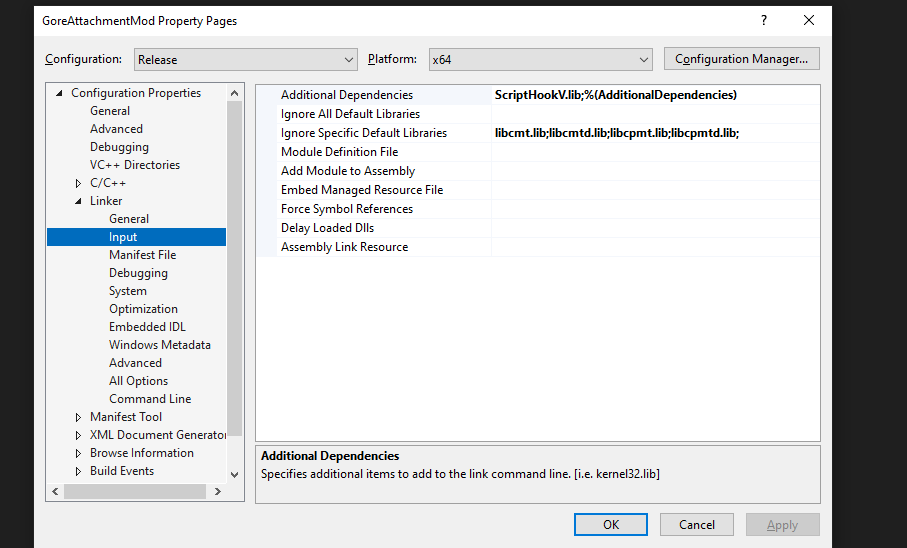 GoreAttachmentMod Property Pages
Configuration: Release Platform: x64 Configuration Manager...
Configuration Properties
General
Advanced
Debugging
VC++ Directories
C/C++
Linker
General
Input
Manifest File
Debugging
System
Optimization
Embedded IDL
Windows Metadata
Advanced
All Options
Command Line
Manifest Tool
XML Document Generator
Browse Information
Build Events
Additional Dependencies ScriptHookV.lib;%(AdditionalDependencies)
Ignore All Default Libraries
Ignore Specific Default Libraries libcmt.lib;libcmtd.lib;libcpmt.lib;libcpmtd.lib;
Module Definition File
Add Module to Assembly
Embed Managed Resource File
Force Symbol References
Delay Loaded Dlls
Assembly Link Resource
Additional Dependencies
Specifies additional items to add to the link command line. [i.e. kernel32.lib]
OK Cancel Apply